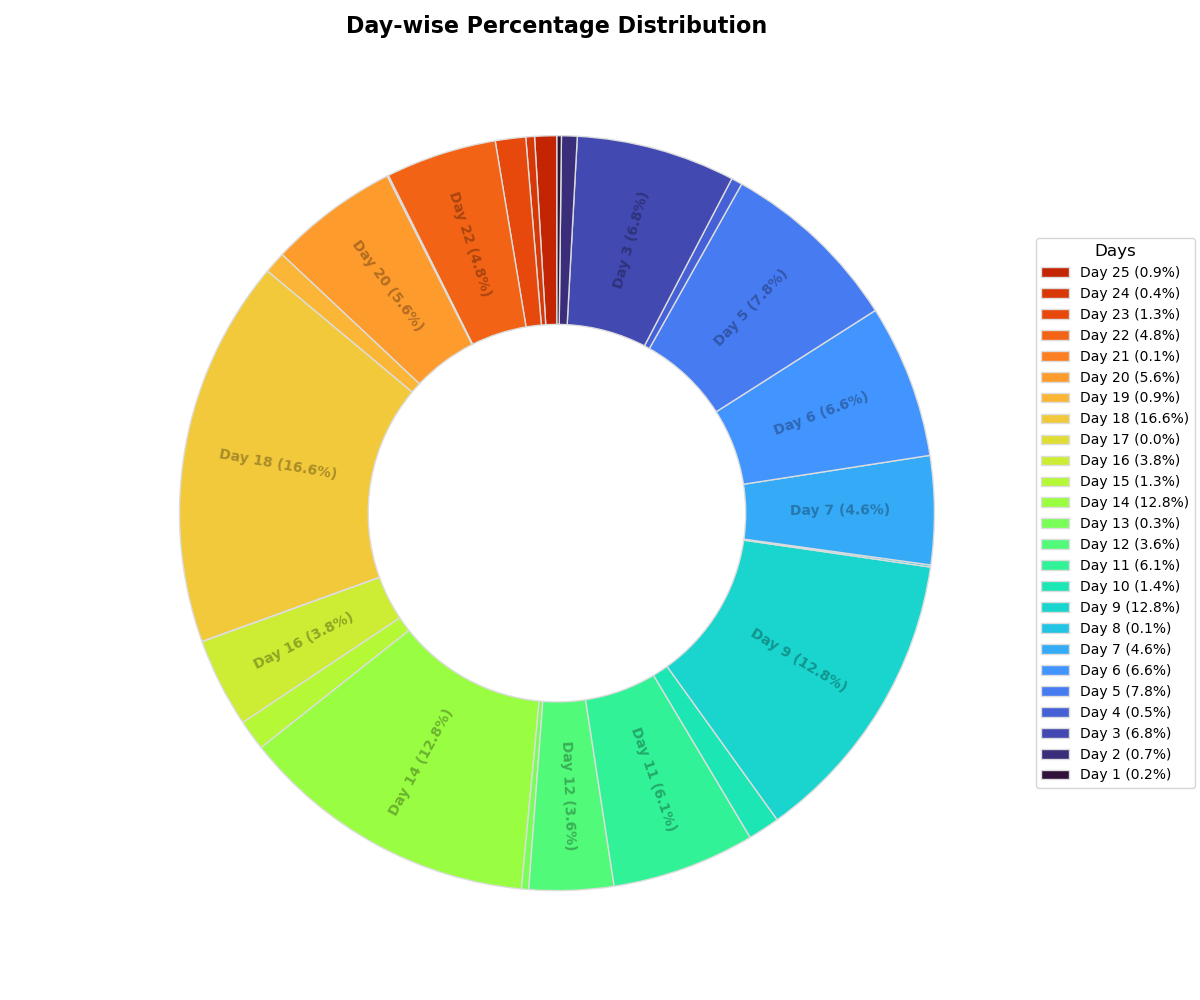 Day-wise Percentage Distribution
Day 22 (4.8%)
Day 3 (6.8%)
Day 20 (5.6%)
Day 5 (7.8%)
Day 6 (6.6%)
Day 18 (16.6%)
Day 7 (4.6%)
Day 16 (3.8%)
Day 9 (12.8%)
Day 14 (12.8%)
Day 12 (3.6%)
Day 11 (6.1%)
Days
Day 25 (0.9%)
Day 24 (0.4%)
Day 23 (1.3%)
Day 22 (4.8%)
Day 21 (0.1%)
Day 20 (5.6%)
Day 19 (0.9%)
Day 18 (16.6%)
Day 17 (0.0%)
Day 16 (3.8%)
Day 15 (1.3%)
Day 14 (12.8%)
Day 13 (0.3%)
Day 12 (3.6%)
Day 11 (6.1%)
Day 10 (1.4%)
Day 9 (12.8%)
Day 8 (0.1%)
Day 7 (4.6%)
Day 6 (6.6%)
Day 5 (7.8%)
Day 4 (0.5%)
Day 3 (6.8%)
Day 2 (0.7%)
Day 1 (0.2%)